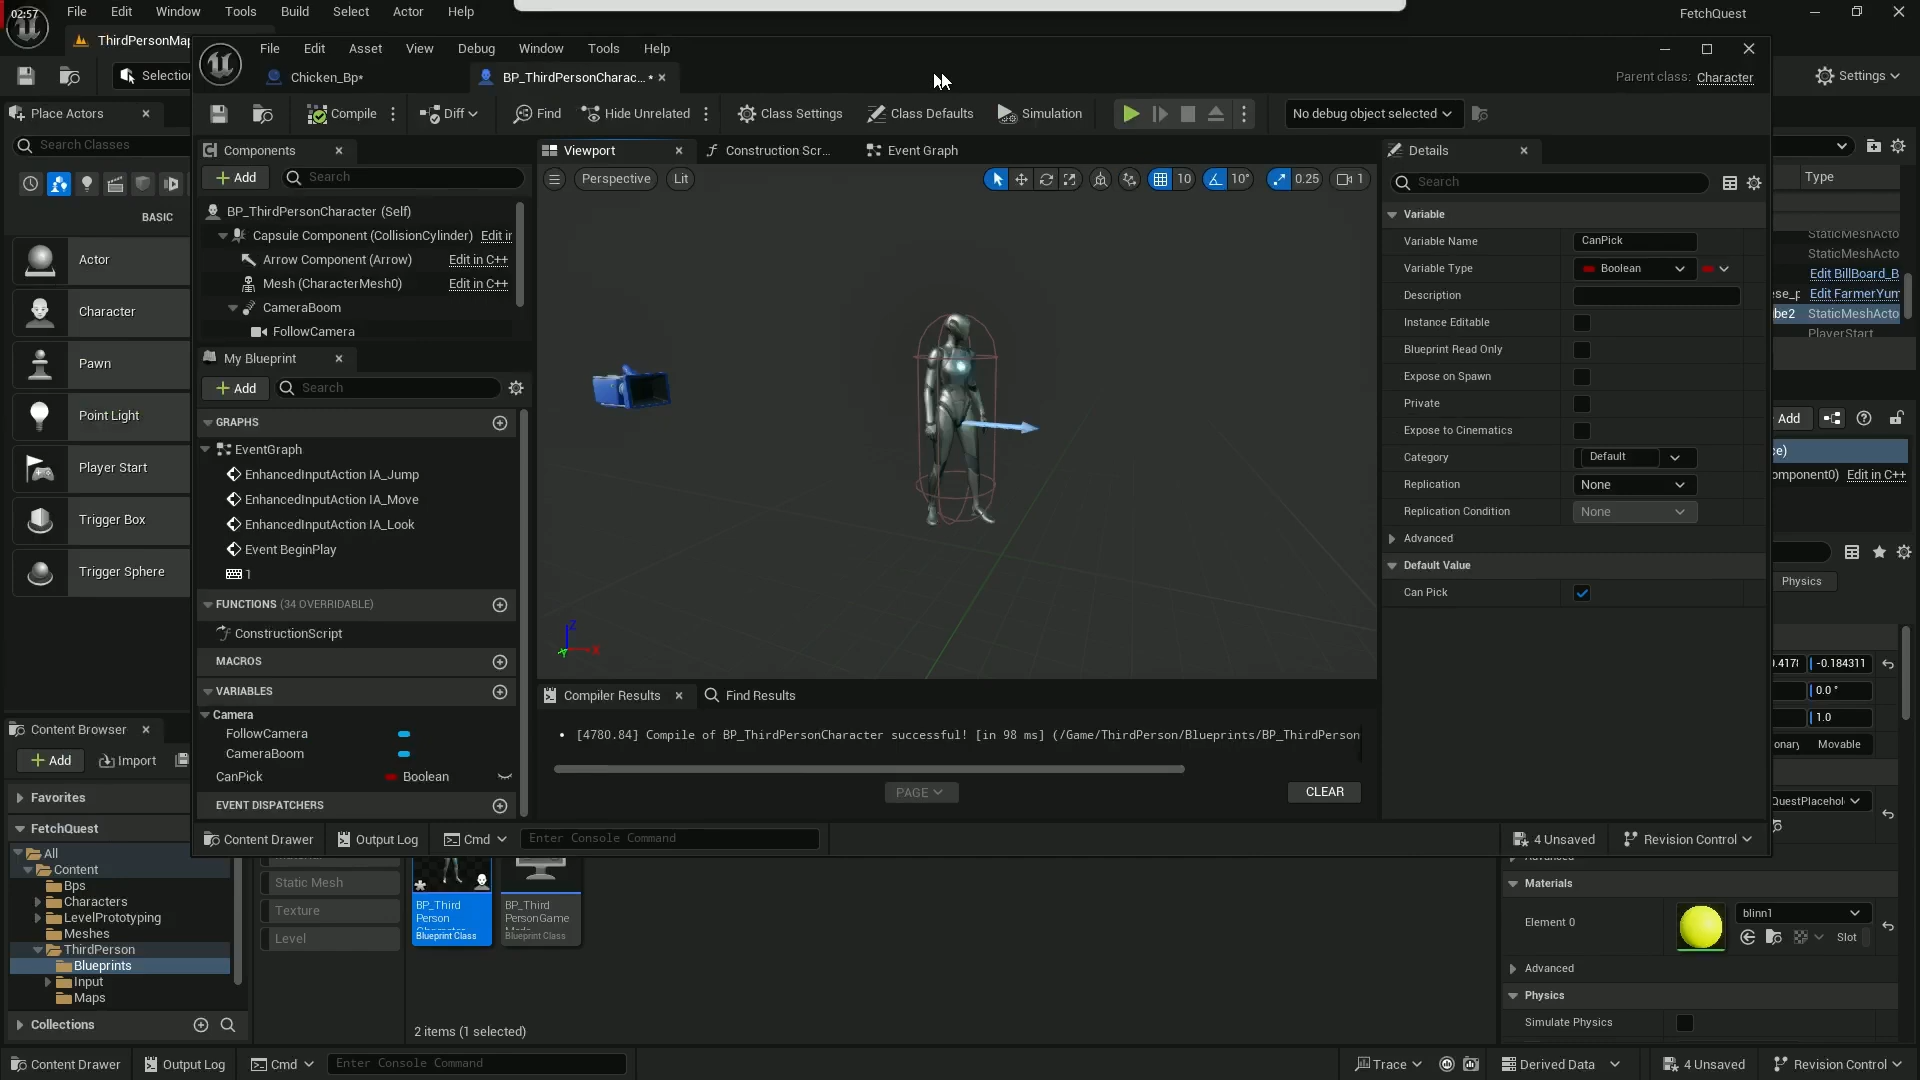 02:57
File Edit Window Tools Build Select Actor Help
FetchQuest
ThirdPersonMap
File Edit Asset View Debug Window Tools Help
Selection
Settings
Chicken_Bp*
BP_ThirdPersonCharac... *
Parent class: Character
Place Actors
Compile
Diff
Find
Hide Unrelated
Class Settings
Class Defaults
Simulation
No debug object selected
Search Classes
Components
Viewport
Construction Scr...
Event Graph
Details
Add
Search
Perspective
Lit
10
10°
0.25
1
Search
Type
BASIC
BP_ThirdPersonCharacter (Self)
Variable
Capsule Component (CollisionCylinder) Edit in
Variable Name CanPick
StaticMeshActo
Actor
Arrow Component (Arrow) Edit in C++
Variable Type Boolean
StaticMeshActo
Mesh (CharacterMesh0) Edit in C++
Description
Edit BillBoard_B
Character
CameraBoom
Instance Editable
Edit FarmerYum
FollowCamera
Blueprint Read Only
be2 StaticMeshActo
PlayerStart
My Blueprint
Expose on Spawn
Pawn
Add
Search
Private
Point Light
GRAPHS
Expose to Cinematics
Add
EventGraph
Category Default
EnhancedInputAction IA_Jump
Replication None
omponent0) Edit in C++
Player Start
EnhancedInputAction IA_Move
Replication Condition None
EnhancedInputAction IA_Look
Advanced
Trigger Box
Event BeginPlay
Default Value
1
Can Pick
Trigger Sphere
Physics
FUNCTIONS (34 OVERRIDABLE)
ConstructionScript
Z
X
MACROS
-0.184311
VARIABLES
Compiler Results
Find Results
0.0 °
Camera
1.0
FollowCamera
[4780.84] Compile of BP_ThirdPersonCharacter successful! [in 98 ms] (/Game/ThirdPerson/Blueprints/BP_ThirdPerson
Content Browser
CameraBoom
onary Movable
Add
Import
CanPick Boolean
PAGE
CLEAR
Favorites
EVENT DISPATCHERS
QuestPlacehol
FetchQuest
Content Drawer
Output Log
Cmd
Enter Console Command
4 Unsaved
Revision Control
All
Content
Bps
Characters
LevelPrototyping
Meshes
ThirdPerson
Blueprints
Input
Maps
Collections
Static Mesh
Texture
Level
BP_Third
Person
Blueprint Class
BP_Third
PersonGame
Blueprint Class
2 items (1 selected)
Materials
Element 0
blinn1
Slot
Advanced
Physics
Simulate Physics
Content Drawer
Output Log
Cmd
Enter Console Command
Trace
Derived Data
4 Unsaved
Revision Control